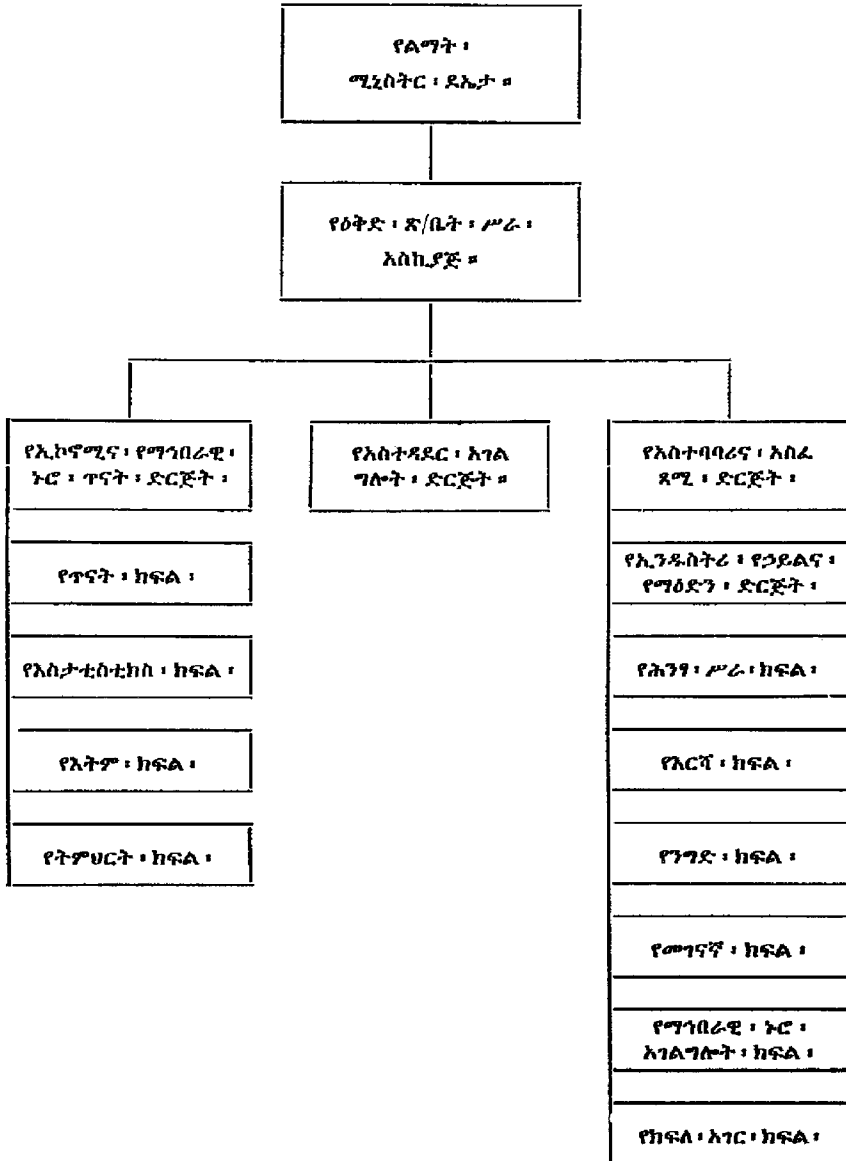 የልማት ፡
ሚኒስትር ፡ ደኤታ ።
የዕቅድ ፡ ጽ/ቤት ፡ ሥራ ፡
አስኪያጅ ።
የኢኮኖሚና ፡ የማኅበራዊ ፡
ኑሮ ፡ ጥናት ፡ ድርጅት ፡
የጥናት ፡ ክፍል ፡
የእስታቲስቲክስ ፡ ክፍል ፡
የእትም ፡ ክፍል ፡
የትምህርት ፡ ክፍል ፡
የአስተዳደር ፡ አገል
ግሎት ፡ ድርጅት ።
የአስተባባሪና ፡ አስፈ
ጻሚ ፡ ድርጅት ፡
የኢንዱስትሪ ፡ የኃይልና ፡
የማዕድን ፡ ድርጅት ፡
የሕንፃ ፡ ሥራ ፡ ክፍል ፡
የእርሻ ፡ ክፍል ፡
የንግድ ፡ ክፍል ፡
የመገናኛ ፡ ክፍል ፡
የማኅበራዊ ፡ ኑሮ ፡
አገልግሎት ፡ ክፍል ፡
የክፍለ ፡ አገር ፡ ክፍል ፡